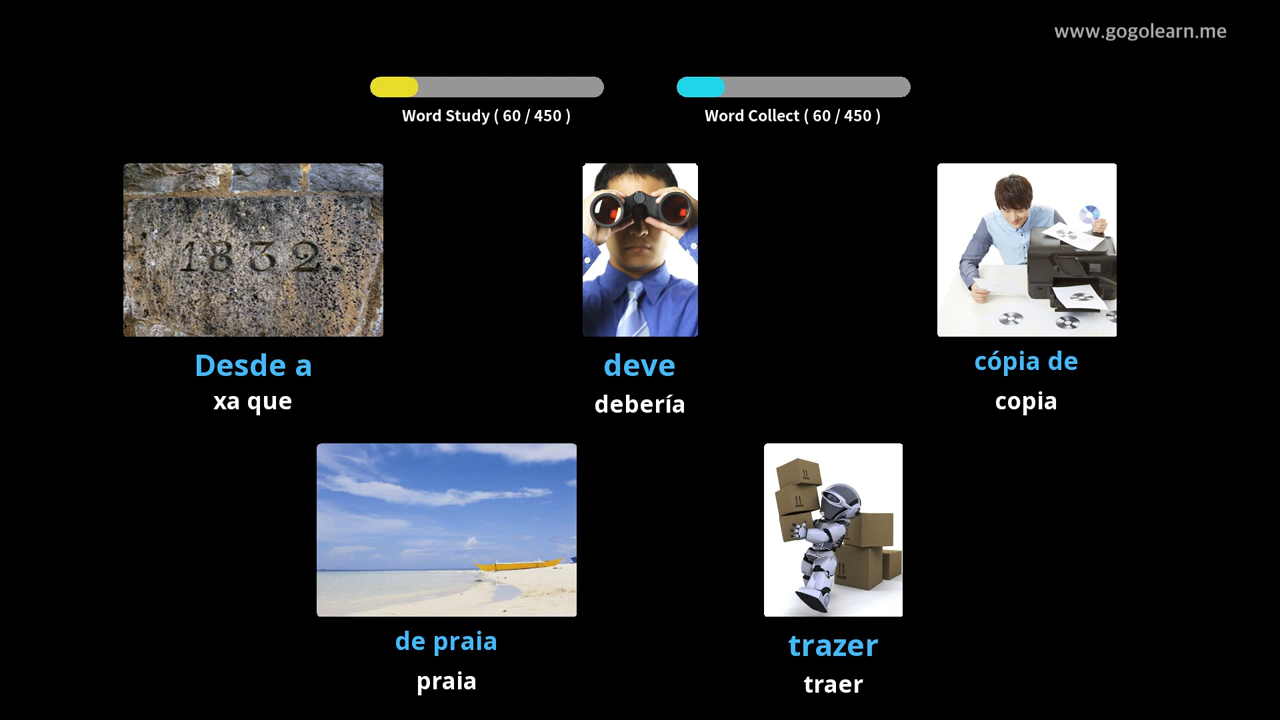 www.gogolearn.me
Word Study ( 60 / 450 )
Word Collect ( 60 / 450 )
1832.
Desde a
xa que
deve
debería
cópia de
copia
de praia
praia
trazer
traer